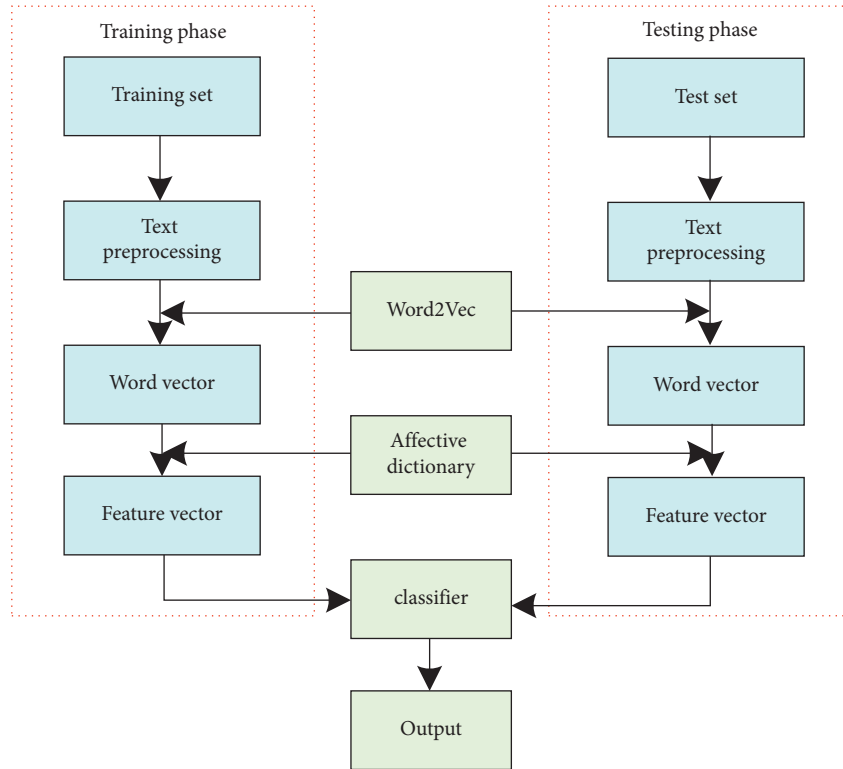 Training phase
Training set
Text
preprocessing
Word vector
Feature vector
Word2Vec
Affective
dictionary
classifier
Output
Testing phase
Test set
Text
preprocessing
Word vector
Feature vector